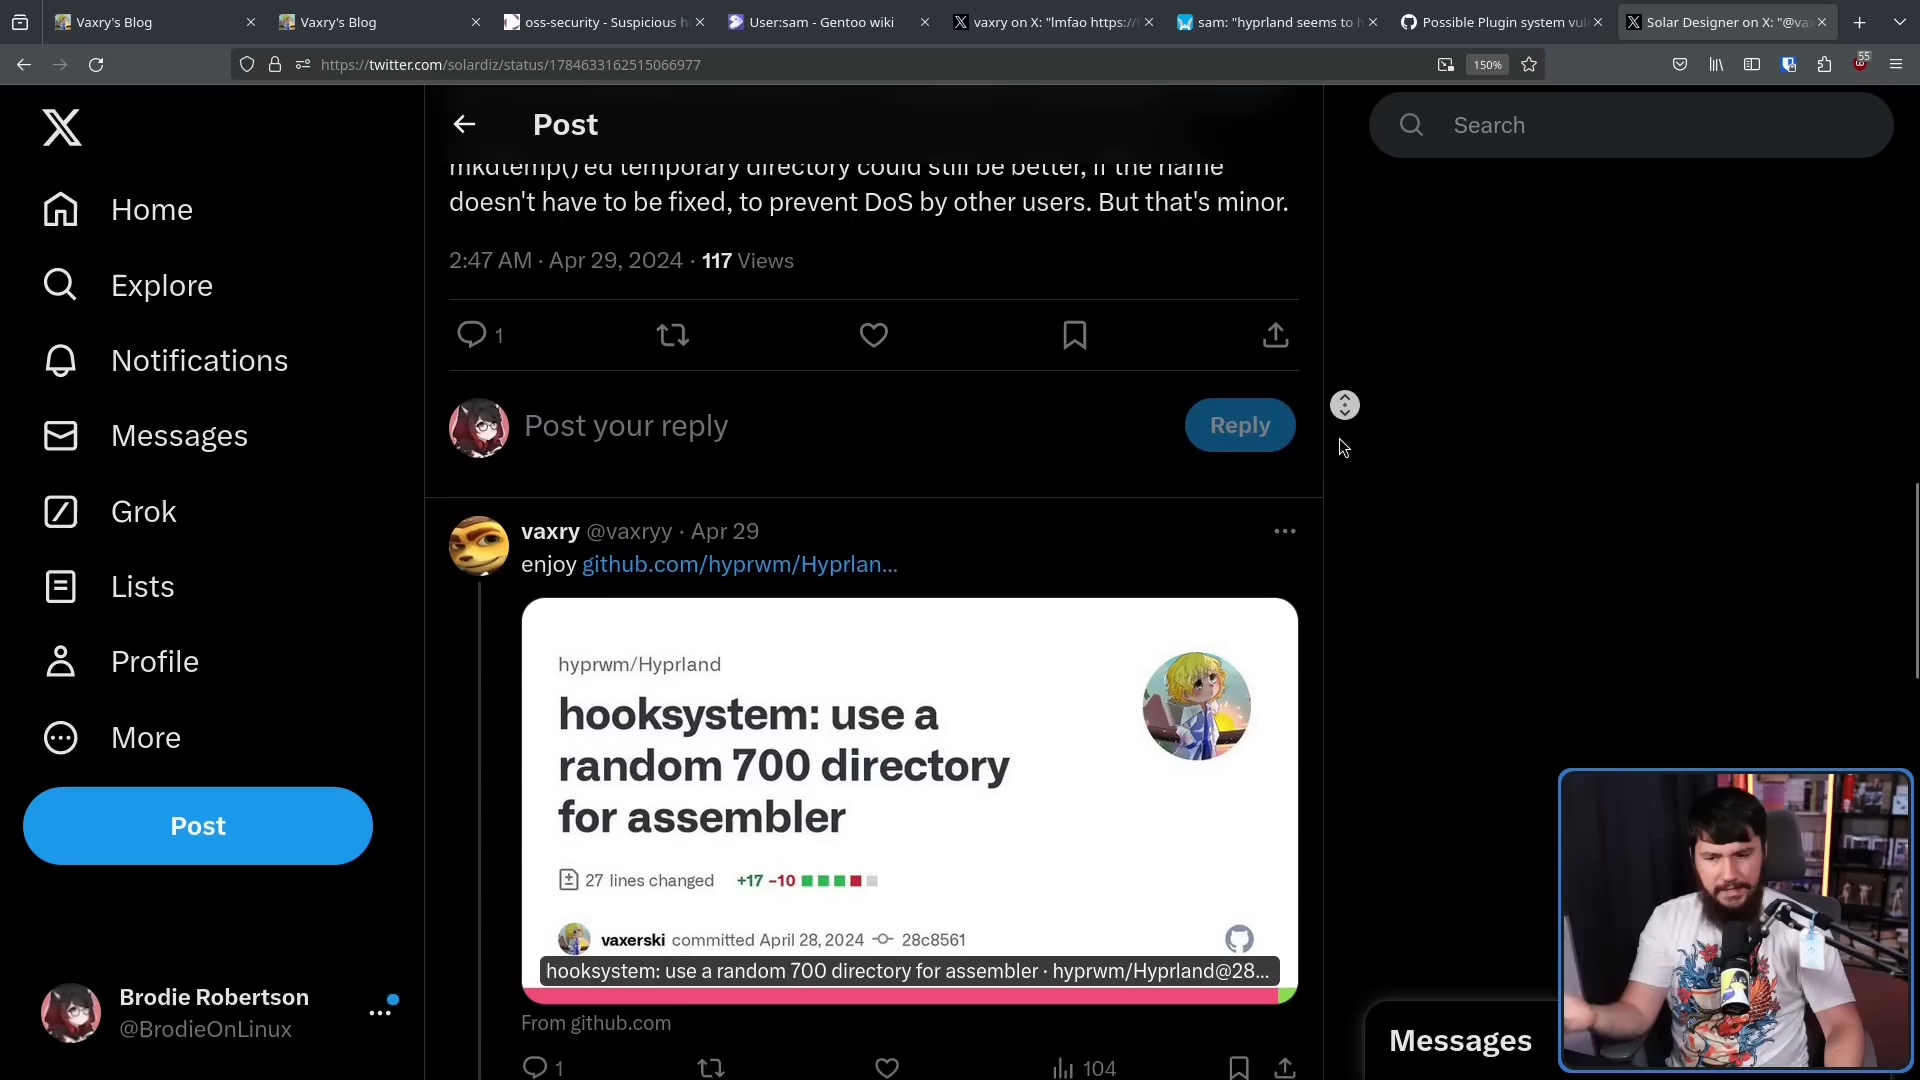 Vaxry's Blog
Vaxry's Blog
oss-security - Suspicious h
User:sam - Gentoo wiki
vaxry on X: "lmfao https://
sam: "hyprland seems to h
Possible Plugin system vul
Solar Designer on X: "@vax
https://twitter.com/solardiz/status/1784633162515066977
150%
55
Post
Search
mkdtemp()'ed temporary directory could still be better, if the name
doesn't have to be fixed, to prevent DoS by other users. But that's minor.
2:47 AM · Apr 29, 2024 · 117 Views
1
Post your reply
Reply
Home
Explore
Notifications
Messages
Grok
Lists
Profile
More
Post
Brodie Robertson
@BrodieOnLinux
vaxry @vaxryy · Apr 29
enjoy github.com/hyprwm/Hyprlan...
hyprwm/Hyprland
hooksystem: use a
random 700 directory
for assembler
27 lines changed +17 −10
vaxerski committed April 28, 2024 28c8561
hooksystem: use a random 700 directory for assembler · hyprwm/Hyprland@28...
From github.com
1
104
Messages